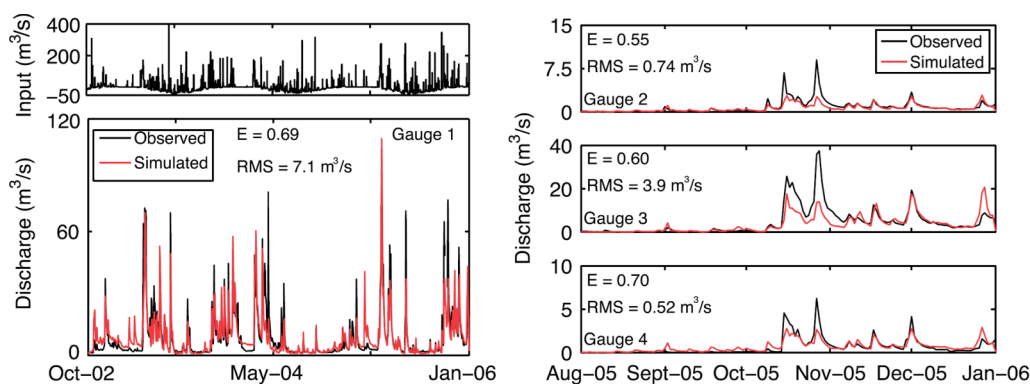 Input (m³/s)
400
200
−50
Discharge (m³/s)
120
60
0
Observed
Simulated
E = 0.69
RMS = 7.1 m³/s
Gauge 1
Oct−02
May−04
Jan−06
Discharge (m³/s)
15
7.5
0
E = 0.55
RMS = 0.74 m³/s
Gauge 2
Observed
Simulated
40
20
0
E = 0.60
RMS = 3.9 m³/s
Gauge 3
10
5
0
E = 0.70
RMS = 0.52 m³/s
Gauge 4
Aug−05
Sept−05
Oct−05
Nov−05
Dec−05
Jan−06